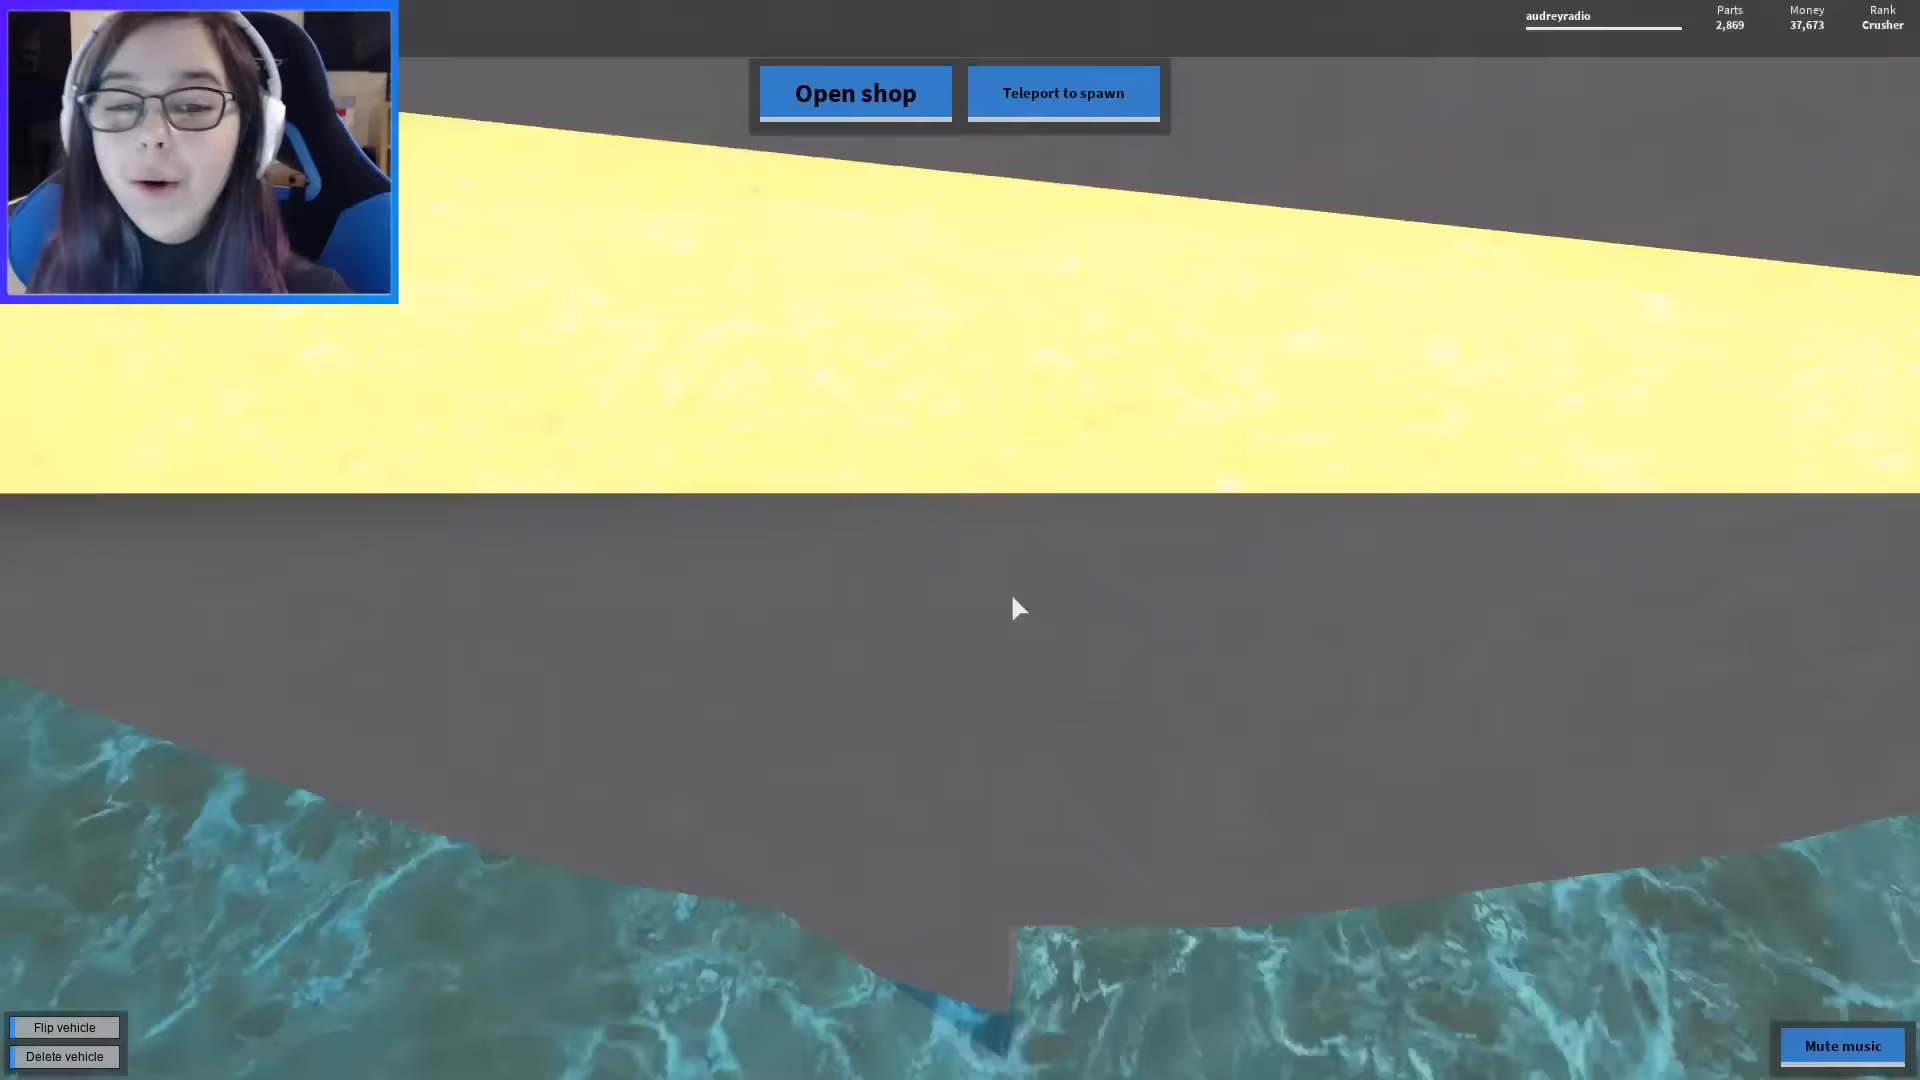 audreyradio
Parts
2,869
Money
37,673
Rank
Crusher
Open shop
Teleport to spawn
Flip vehicle
Delete vehicle
Mute music